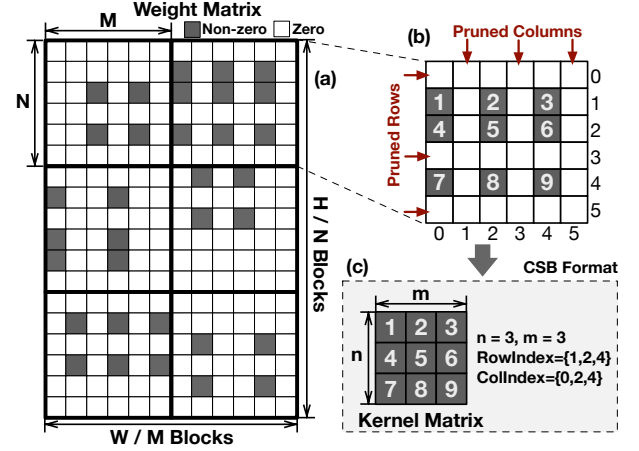 Weight Matrix
M
Non-zero
Zero
(a)
N
H / N Blocks
W / M Blocks
(b)
Pruned Columns
Pruned Rows
1 2 3
4 5 6
7 8 9
0
1
2
3
4
5
0 1 2 3 4 5
(c)
CSB Format
m
n
1 2 3
4 5 6
7 8 9
n = 3, m = 3
RowIndex={1,2,4}
ColIndex={0,2,4}
Kernel Matrix